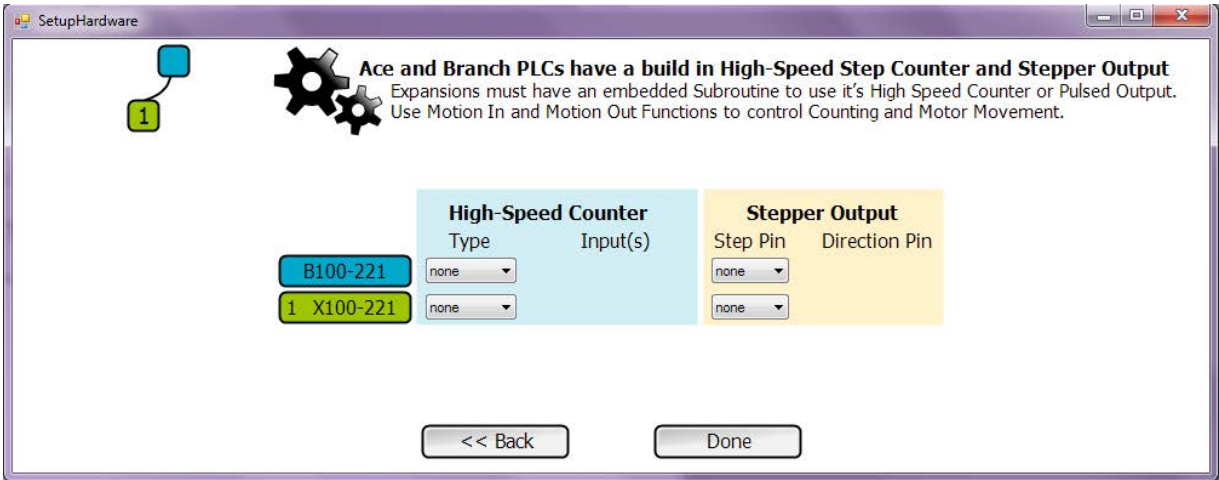 SetupHardware
1
Ace and Branch PLCs have a build in High-Speed Step Counter and Stepper Output
Expansions must have an embedded Subroutine to use it’s High Speed Counter or Pulsed Output.
Use Motion In and Motion Out Functions to control Counting and Motor Movement.
High-Speed Counter Stepper Output
Type Input(s) Step Pin Direction Pin
B100-221 none none
1 X100-221 none none
<< Back Done